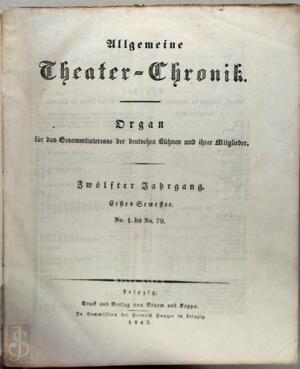 Allgemeine
Theater-Chronik.
Organ
für das Gesammtinteresse der deutschen Bühnen und ihrer Mitglieder.
Zwölfter Jahrgang.
Erstes Semester.
No. 1. bis No. 79.
Leipzig,
Druck und Verlag von Sturm und Koppe.
In Commission bei Heinrich Hunger in Leipzig.
1843.